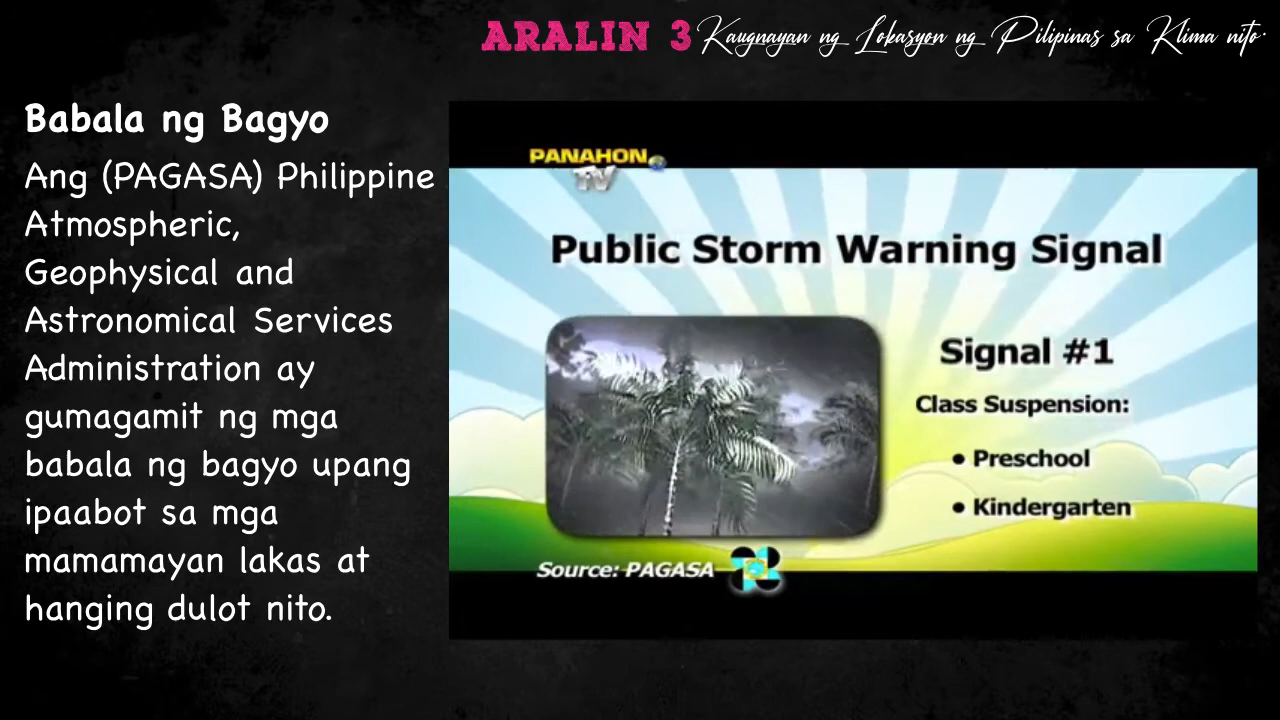 ARALIN 3 Kaugnayan ng Lokasyon ng Pilipinas sa Klima nito.
Babala ng Bagyo
Ang (PAGASA) Philippine
Atmospheric,
Geophysical and
Astronomical Services
Administration ay
gumagamit ng mga
babala ng bagyo upang
ipaabot sa mga
mamamayan lakas at
hanging dulot nito.
PANAHON
TV
Public Storm Warning Signal
Signal #1
Class Suspension:
• Preschool
• Kindergarten
Source: PAGASA